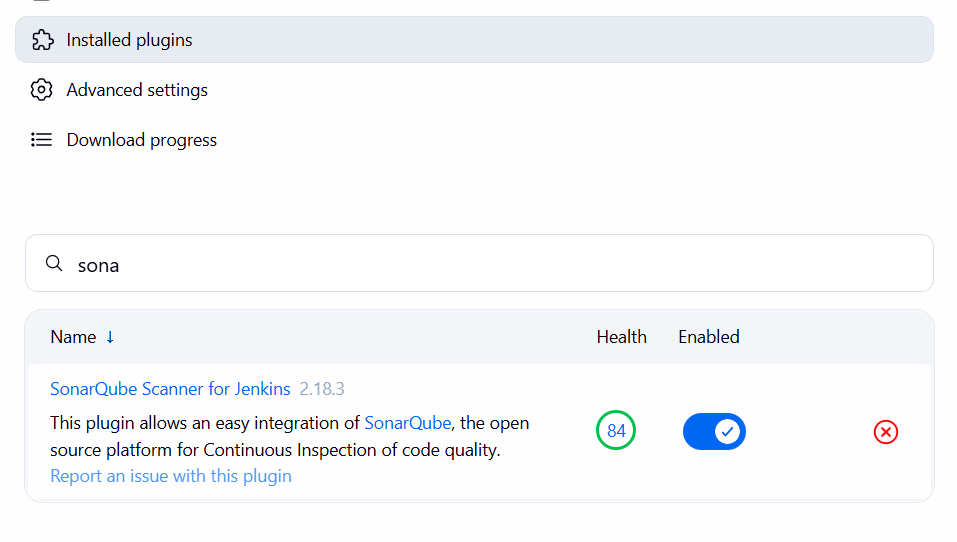 Installed plugins
Advanced settings
Download progress
sona
Name ↓ Health Enabled
SonarQube Scanner for Jenkins 2.18.3
This plugin allows an easy integration of SonarQube, the open
source platform for Continuous Inspection of code quality.
Report an issue with this plugin
84